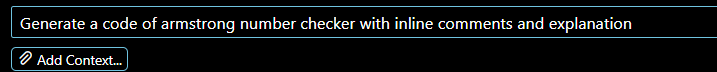 Generate a code of armstrong number checker with inline comments and explanation
Add Context...